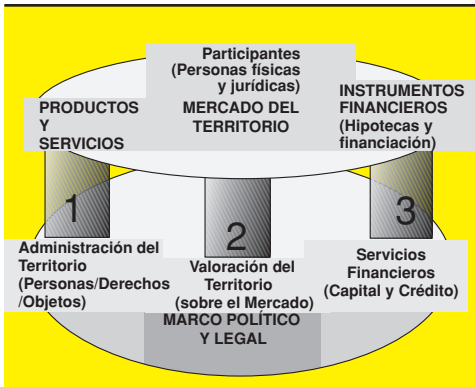 Participantes
(Personas físicas
y jurídicas)
MERCADO DEL
TERRITORIO
PRODUCTOS
Y
SERVICIOS
INSTRUMENTOS
FINANCIEROS
(Hipotecas y
financiación)
1
2
3
Administración del
Territorio
(Personas/Derechos
/Objetos)
Valoración del
Territorio
(sobre el Mercado)
Servicios
Financieros
(Capital y Crédito)
MARCO POLÍTICO
Y LEGAL